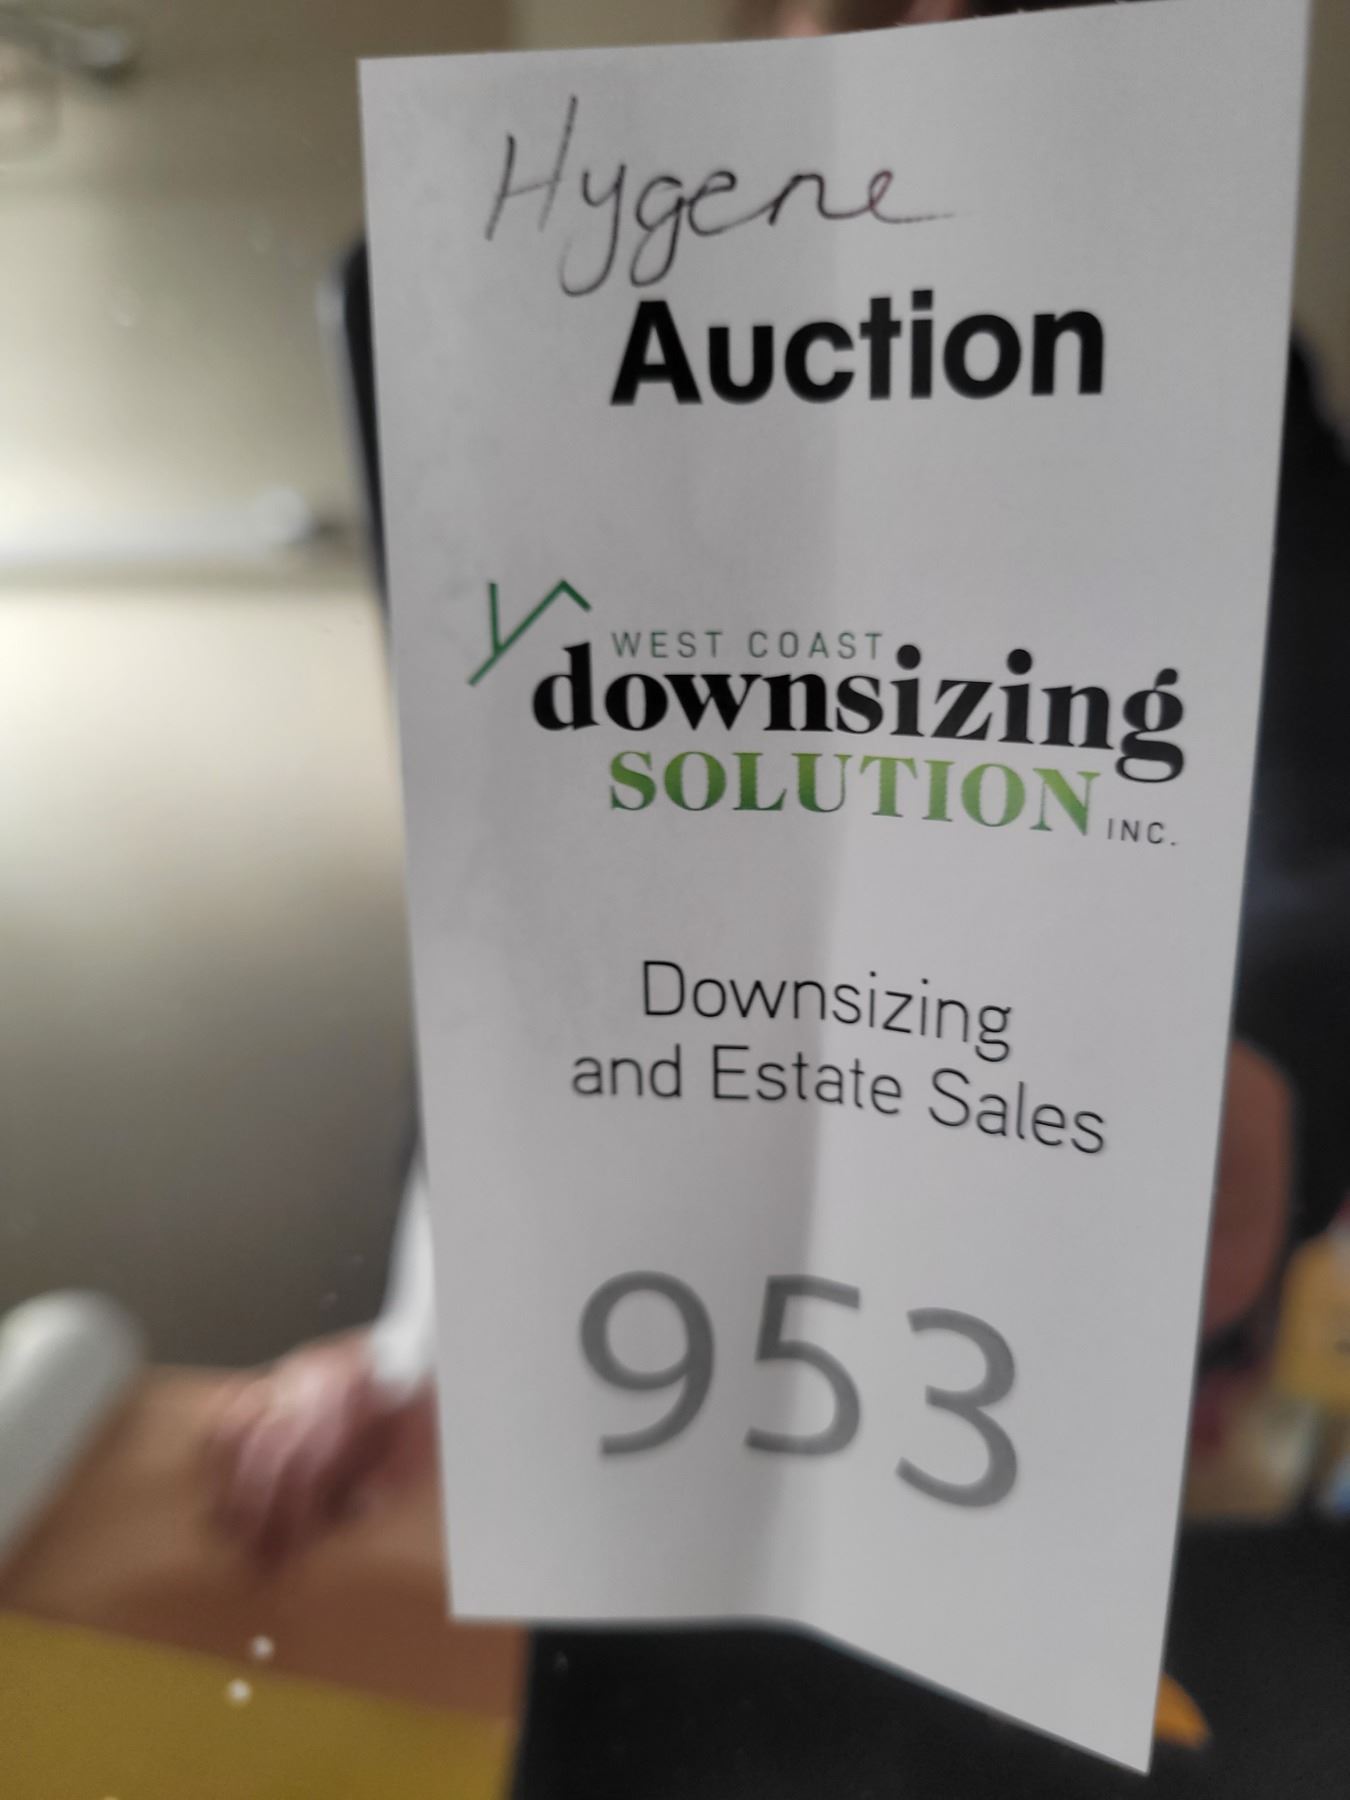 Hygene
Auction
WEST COAST
downsizing
SOLUTION INC.
Downsizing
and Estate Sales
953